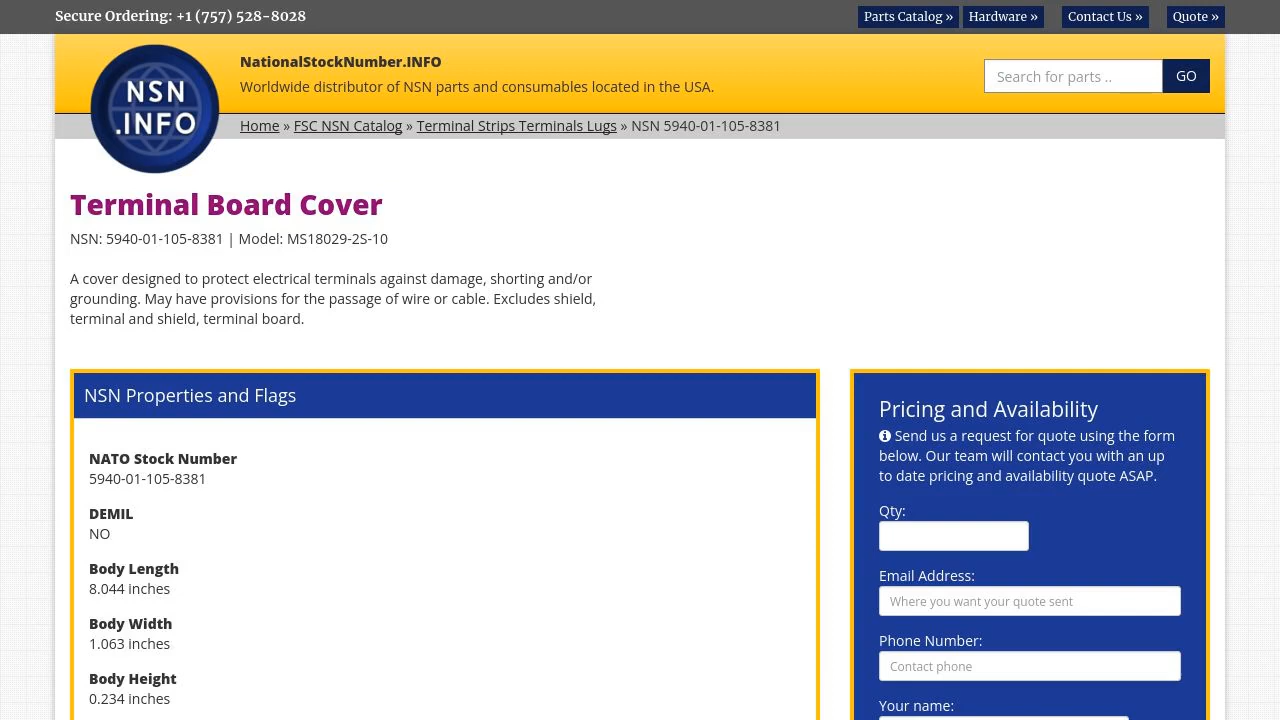 Secure Ordering: +1 (757) 528-8028
Parts Catalog »
Hardware »
Contact Us »
Quote »
NSN
.INFO
NationalStockNumber.INFO
Worldwide distributor of NSN parts and consumables located in the USA.
Search for parts ..
GO
Home » FSC NSN Catalog » Terminal Strips Terminals Lugs » NSN 5940-01-105-8381
Terminal Board Cover
NSN: 5940-01-105-8381 | Model: MS18029-2S-10
A cover designed to protect electrical terminals against damage, shorting and/or
grounding. May have provisions for the passage of wire or cable. Excludes shield,
terminal and shield, terminal board.
NSN Properties and Flags
NATO Stock Number
5940-01-105-8381
DEMIL
NO
Body Length
8.044 inches
Body Width
1.063 inches
Body Height
0.234 inches
Pricing and Availability
Send us a request for quote using the form
below. Our team will contact you with an up
to date pricing and availability quote ASAP.
Qty:
Email Address:
Where you want your quote sent
Phone Number:
Contact phone
Your name: